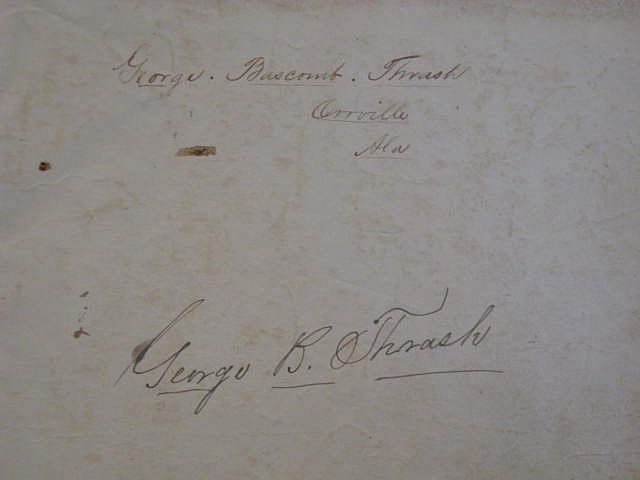 George. Bascomb. Thrash
Orrville
Ala
George B. Thrash